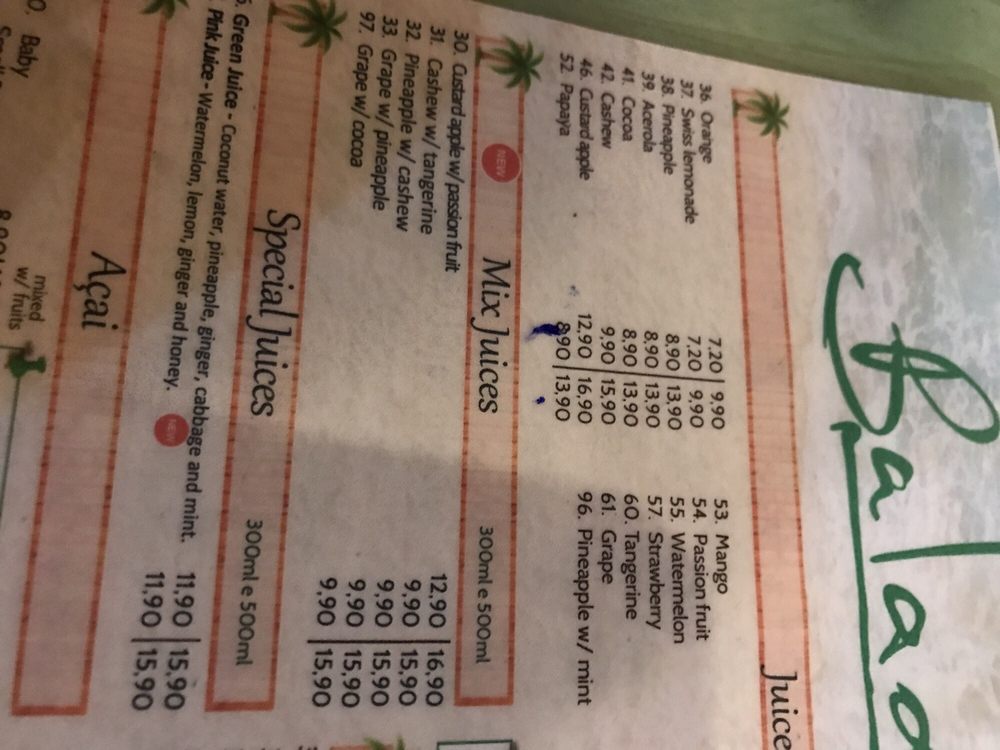 Balao
Juice
36. Orange 7,20 | 9,90
37. Swiss lemonade 7,20 | 9,90
38. Pineapple 8,90 | 13,90
39. Acerola 8,90 | 13,90
41. Cocoa 8,90 | 13,90
42. Cashew 9,90 | 15,90
46. Custard apple 12,90 | 16,90
52. Papaya 8,90 | 13,90
53. Mango
54. Passion fruit
55. Watermelon
57. Strawberry
60. Tangerine
61. Grape
96. Pineapple w/ mint
NEW
Mix Juices
300ml e 500ml
30. Custard apple w/ passion fruit 12,90 | 16,90
31. Cashew w/ tangerine 9,90 | 15,90
32. Pineapple w/ cashew 9,90 | 15,90
33. Grape w/ pineapple 9,90 | 15,90
97. Grape w/ cocoa 9,90 | 15,90
Special Juices
300ml e 500ml
Green Juice - Coconut water, pineapple, ginger, cabbage and mint. 11,90 | 15,90
Pink Juice - Watermelon, lemon, ginger and honey. NEW 11,90 | 15,90
Açai
mixed
w/ fruits
Baby